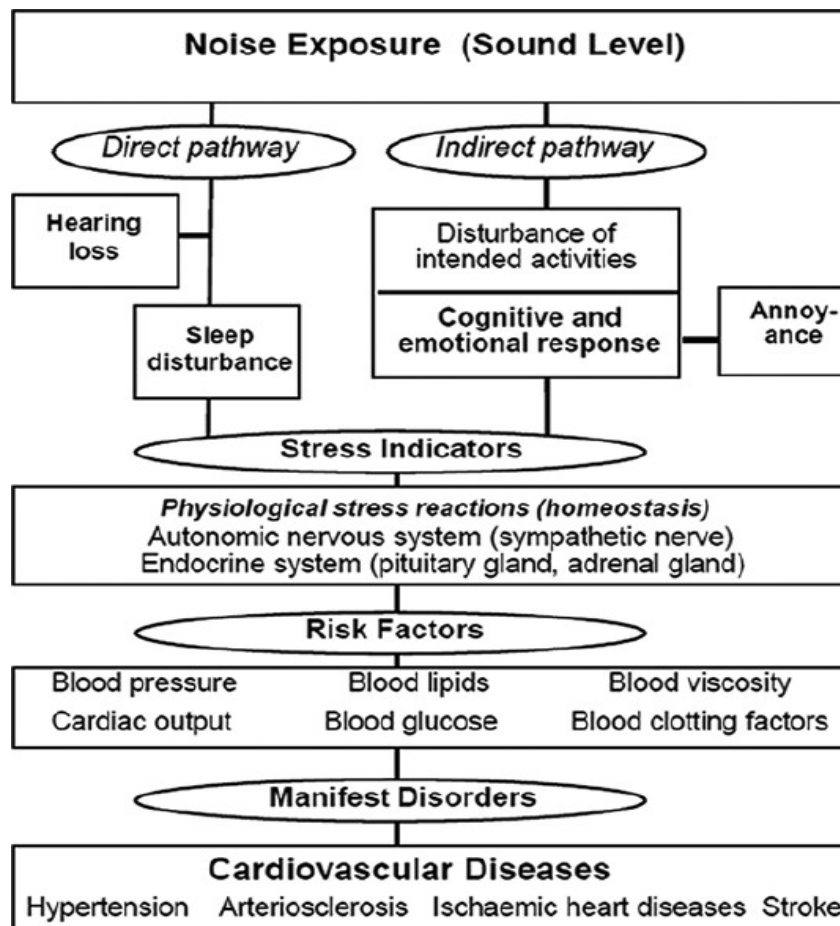 Noise Exposure (Sound Level)
Direct pathway
Indirect pathway
Hearing
loss
Disturbance of
intended activities
Sleep
disturbance
Cognitive and
emotional response
Annoy-
ance
Stress Indicators
Physiological stress reactions (homeostasis)
Autonomic nervous system (sympathetic nerve)
Endocrine system (pituitary gland, adrenal gland)
Risk Factors
Blood pressure Blood lipids Blood viscosity
Cardiac output Blood glucose Blood clotting factors
Manifest Disorders
Cardiovascular Diseases
Hypertension Arteriosclerosis Ischaemic heart diseases Stroke